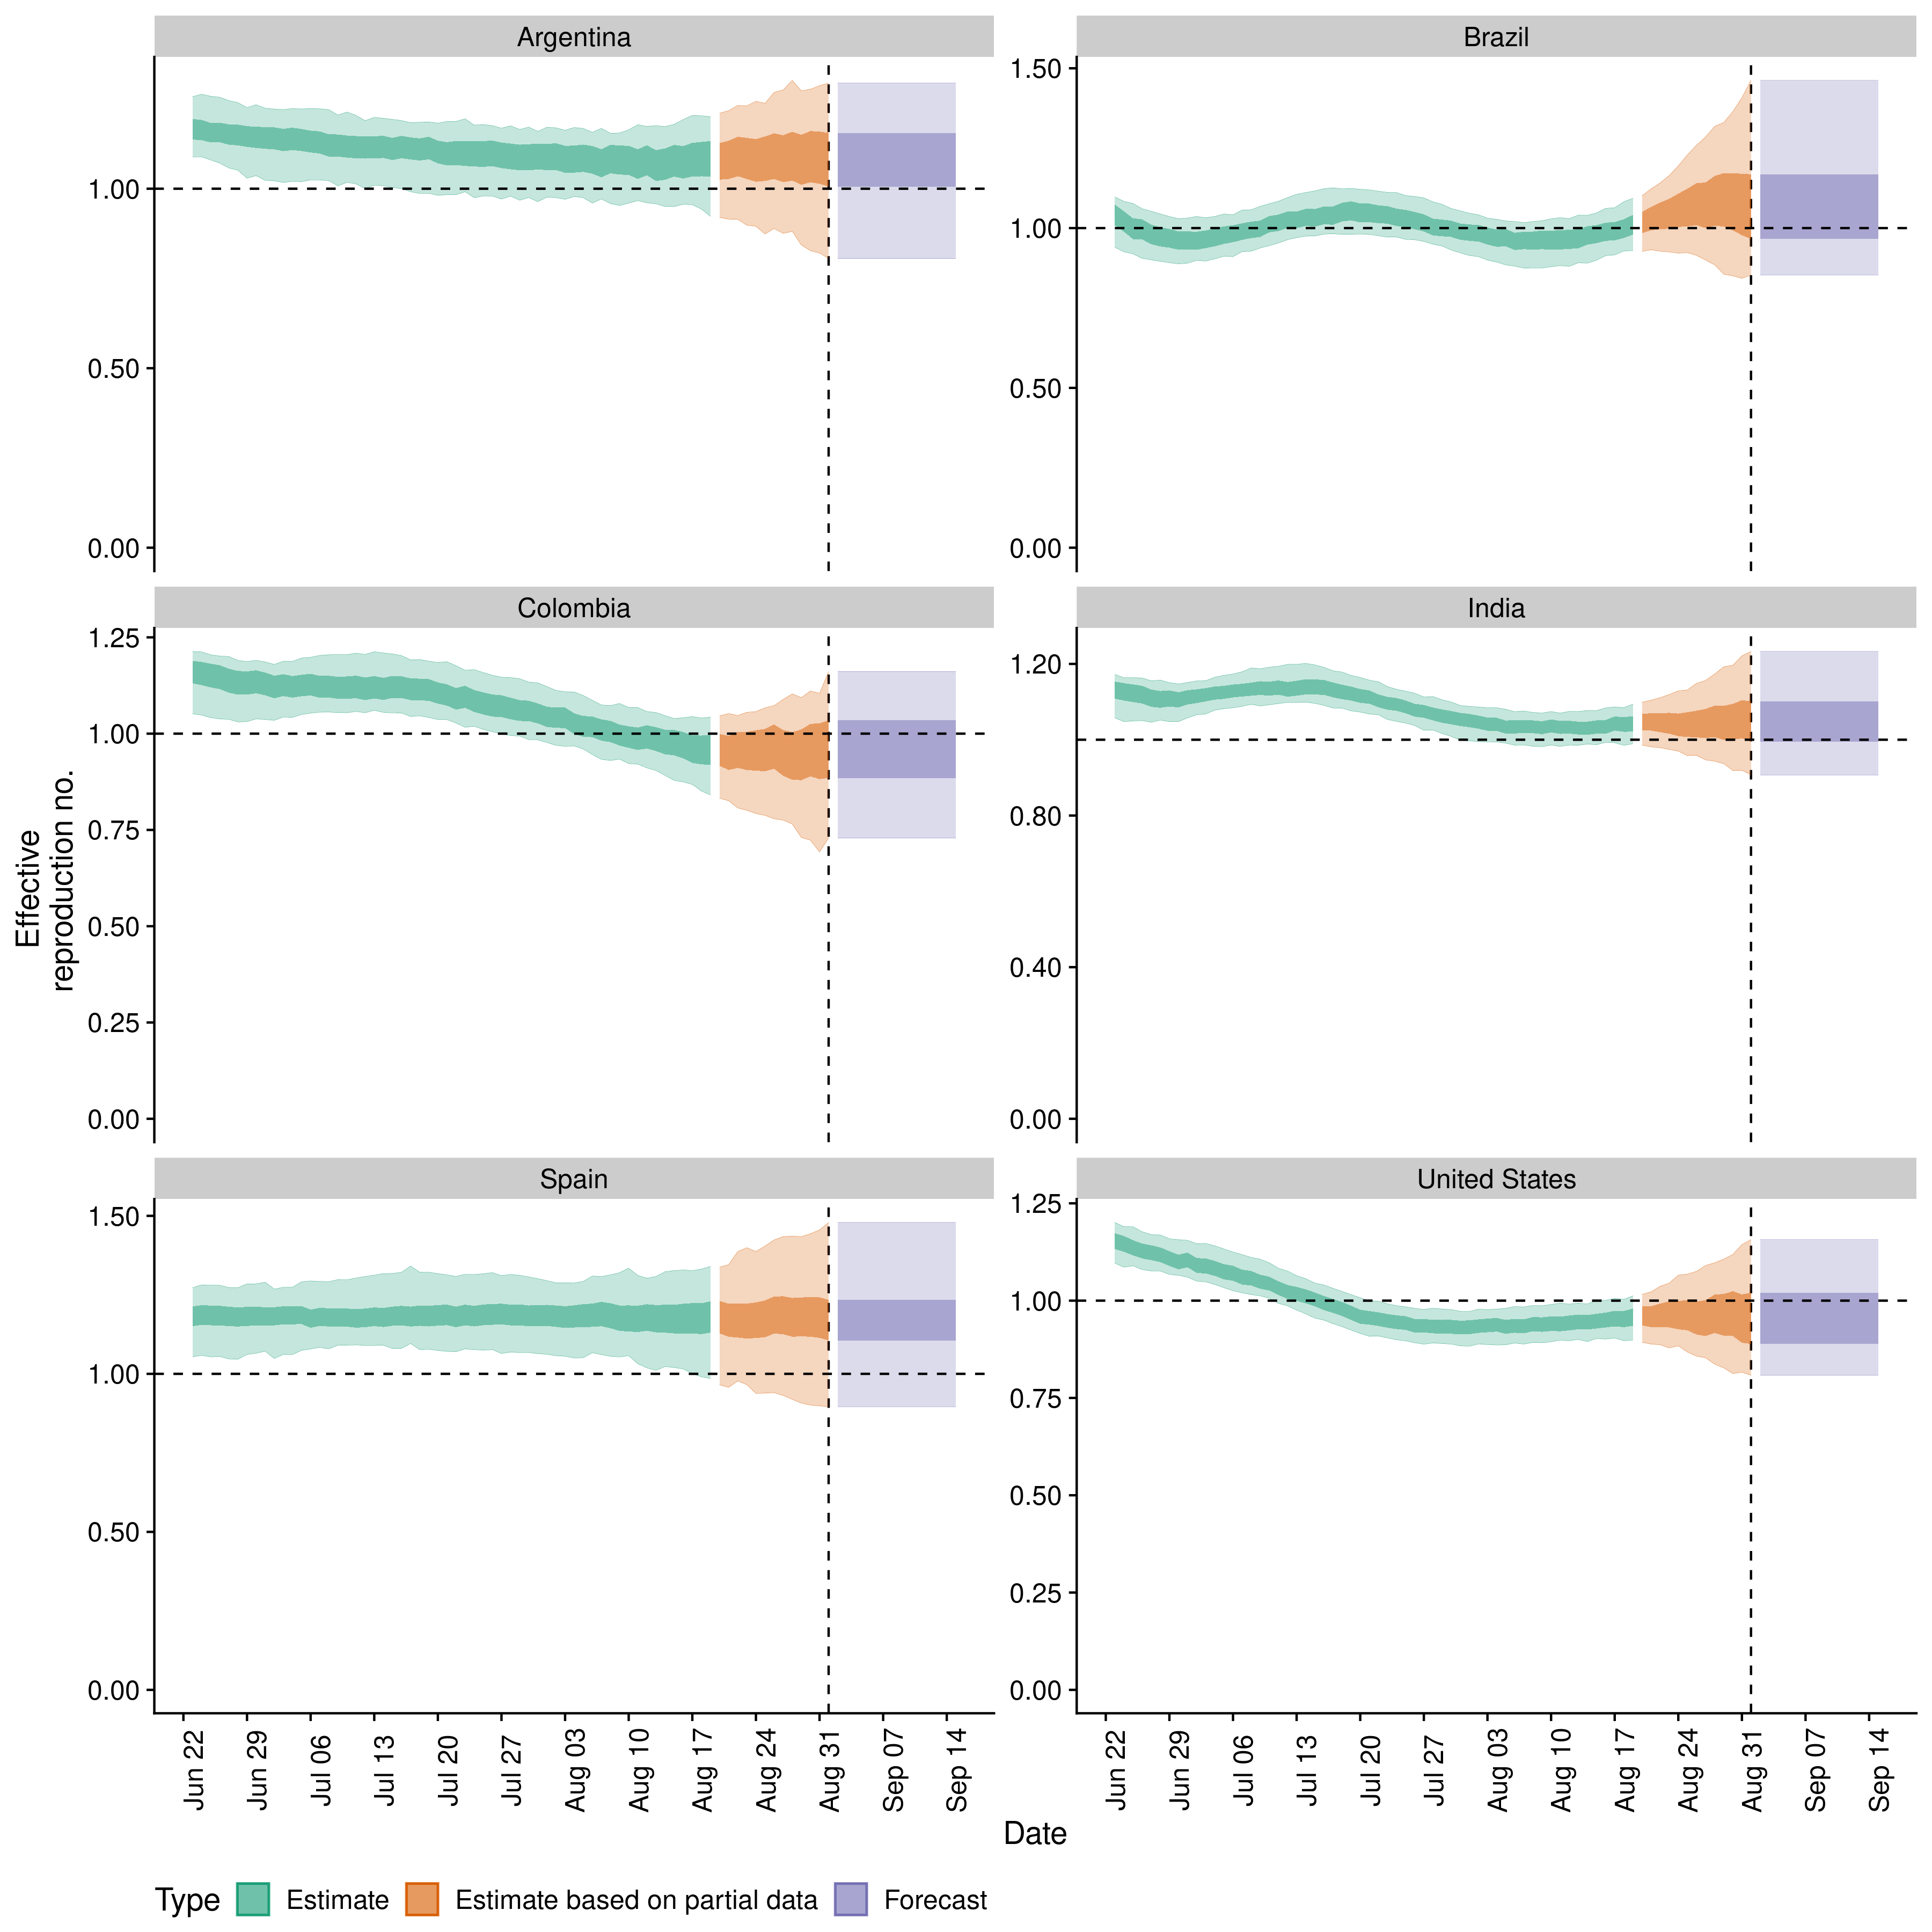 Argentina
Brazil
1.00
0.50
0.00
1.50
1.00
0.50
0.00
Colombia
India
1.25
1.00
0.75
0.50
0.25
0.00
1.20
0.80
0.40
0.00
Effective
reproduction no.
Spain
United States
1.50
1.00
0.50
0.00
1.25
1.00
0.75
0.50
0.25
0.00
Jun 22
Jun 29
Jul 06
Jul 13
Jul 20
Jul 27
Aug 03
Aug 10
Aug 17
Aug 24
Aug 31
Sep 07
Sep 14
Jun 22
Jun 29
Jul 06
Jul 13
Jul 20
Jul 27
Aug 03
Aug 10
Aug 17
Aug 24
Aug 31
Sep 07
Sep 14
Date
Type Estimate Estimate based on partial data Forecast